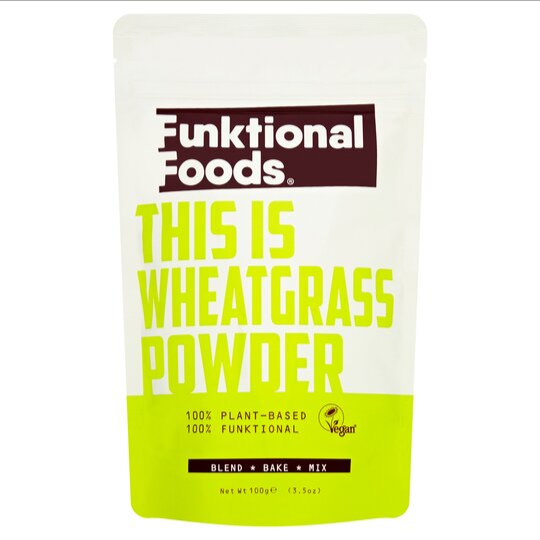 Funktional
Foods®
THIS IS
WHEATGRASS
POWDER
100% PLANT-BASED
100% FUNKTIONAL
Vegan
BLEND ★ BAKE ★ MIX
Net Wt 100g℮ (3.5oz)